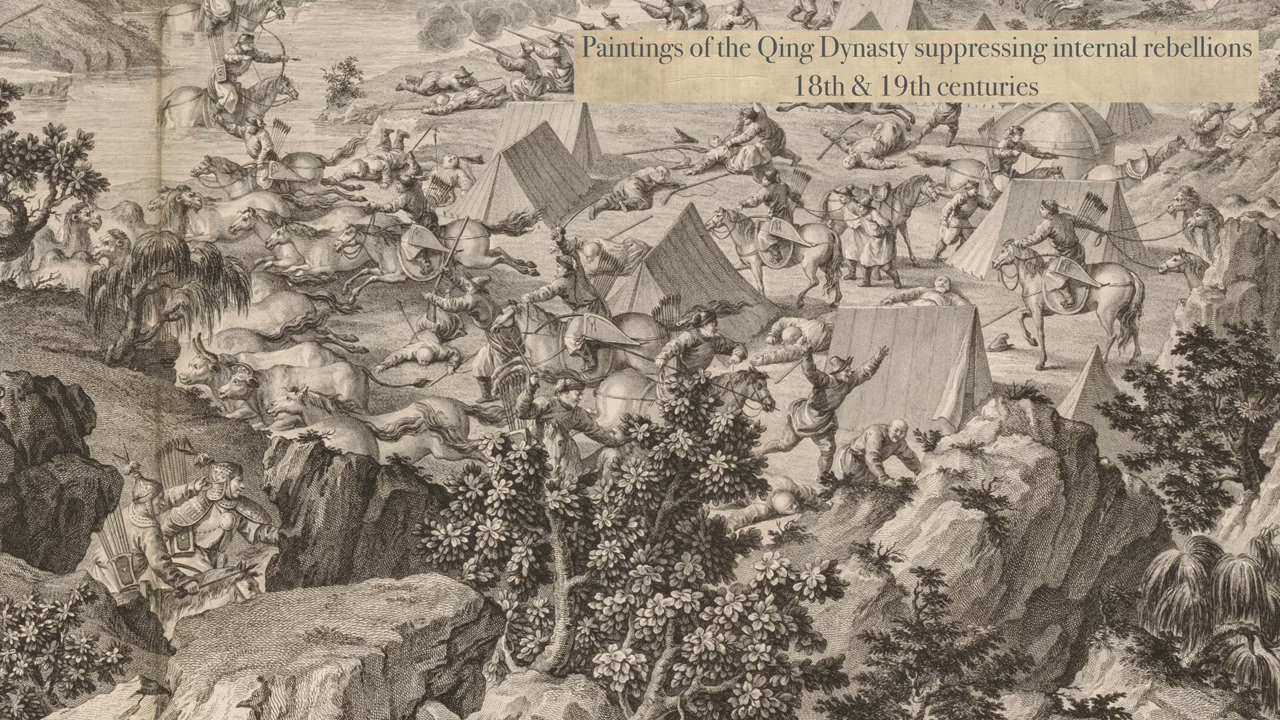 Paintings of the Qing Dynasty suppressing internal rebellions
18th & 19th centuries